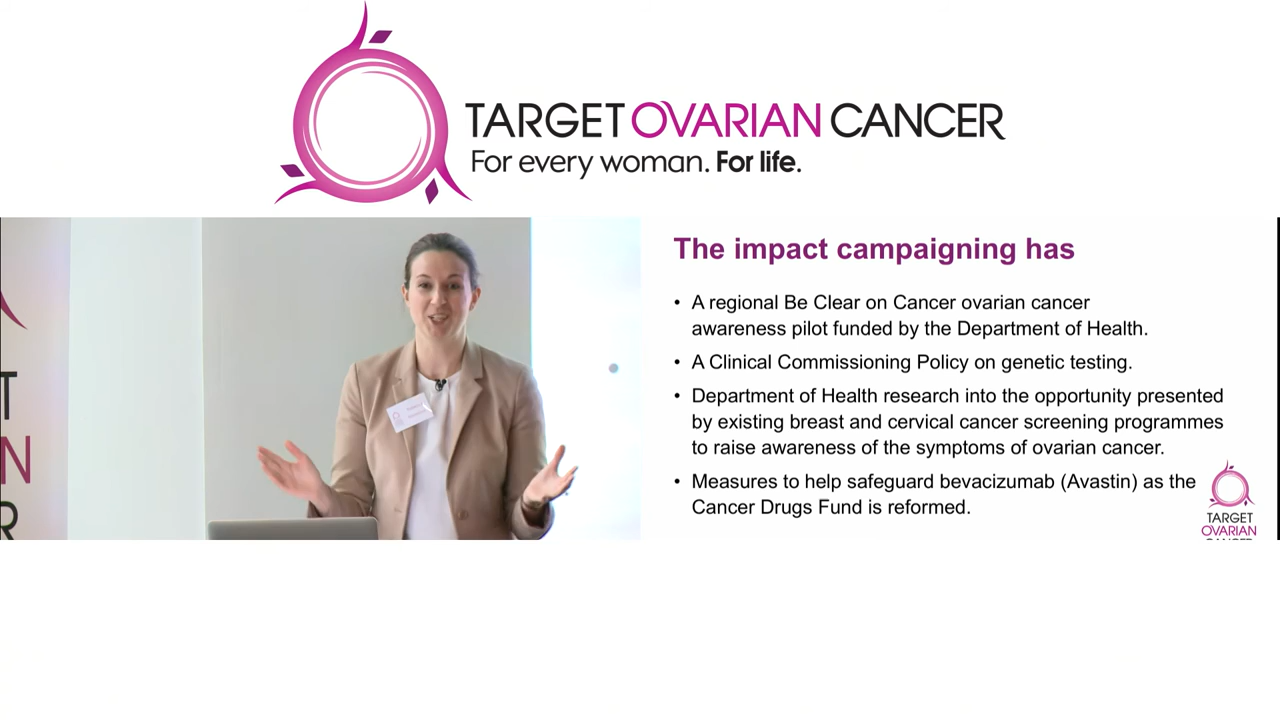 TARGET OVARIAN CANCER
For every woman. For life.
The impact campaigning has
• A regional Be Clear on Cancer ovarian cancer
awareness pilot funded by the Department of Health.
• A Clinical Commissioning Policy on genetic testing.
• Department of Health research into the opportunity presented
by existing breast and cervical cancer screening programmes
to raise awareness of the symptoms of ovarian cancer.
• Measures to help safeguard bevacizumab (Avastin) as the
Cancer Drugs Fund is reformed.
TARGET
OVARIAN
CANCER
T
N
R